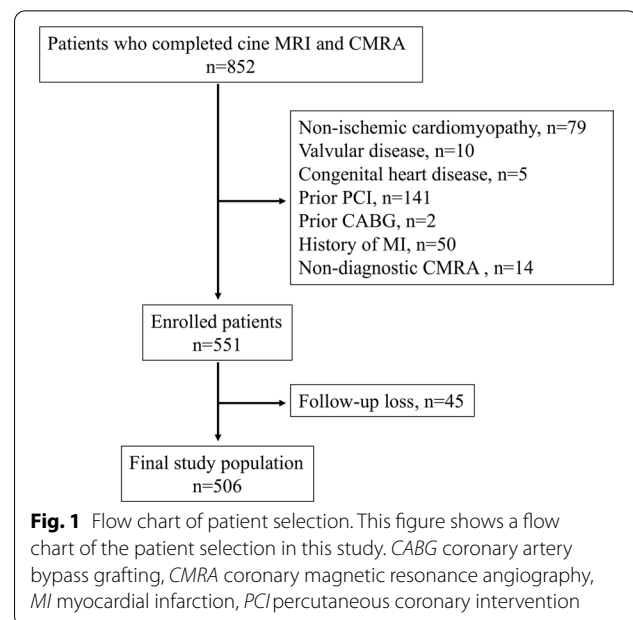 Patients who completed cine MRI and CMRA
n=852
Non-ischemic cardiomyopathy, n=79
Valvular disease, n=10
Congenital heart disease, n=5
Prior PCI, n=141
Prior CABG, n=2
History of MI, n=50
Non-diagnostic CMRA , n=14
Enrolled patients
n=551
Follow-up loss, n=45
Final study population
n=506
Fig. 1 Flow chart of patient selection. This figure shows a flow
chart of the patient selection in this study. CABG coronary artery
bypass grafting, CMRA coronary magnetic resonance angiography,
MI myocardial infarction, PCI percutaneous coronary intervention